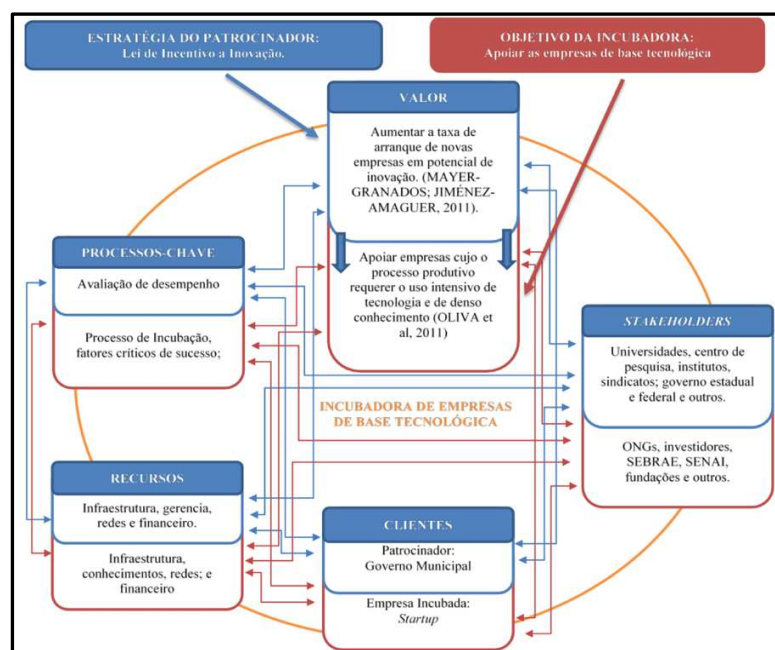 ESTRATÉGIA DO PATROCINADOR:
Lei de Incentivo a Inovação.
OBJETIVO DA INCUBADORA:
Apoiar as empresas de base tecnológica
VALOR
Aumentar a taxa de
arranque de novas
empresas em potencial de
inovação. (MAYER-
GRANADOS; JIMÉNEZ-
AMAGUER, 2011).
Apoiar empresas cujo o
processo produtivo
requerer o uso intensivo de
tecnologia e de denso
conhecimento (OLIVA et
al, 2011)
PROCESSOS-CHAVE
Avaliação de desempenho
Processo de Incubação,
fatores críticos de sucesso;
STAKEHOLDERS
Universidades, centro de
pesquisa, institutos,
sindicatos; governo estadual
e federal e outros.
ONGs, investidores,
SEBRAE, SENAI,
fundações e outros.
INCUBADORA DE EMPRESAS
DE BASE TECNOLÓGICA
RECURSOS
Infraestrutura, gerencia,
redes e financeiro.
Infraestrutura,
conhecimentos, redes; e
financeiro
CLIENTES
Patrocinador:
Governo Municipal
Empresa Incubada:
Startup